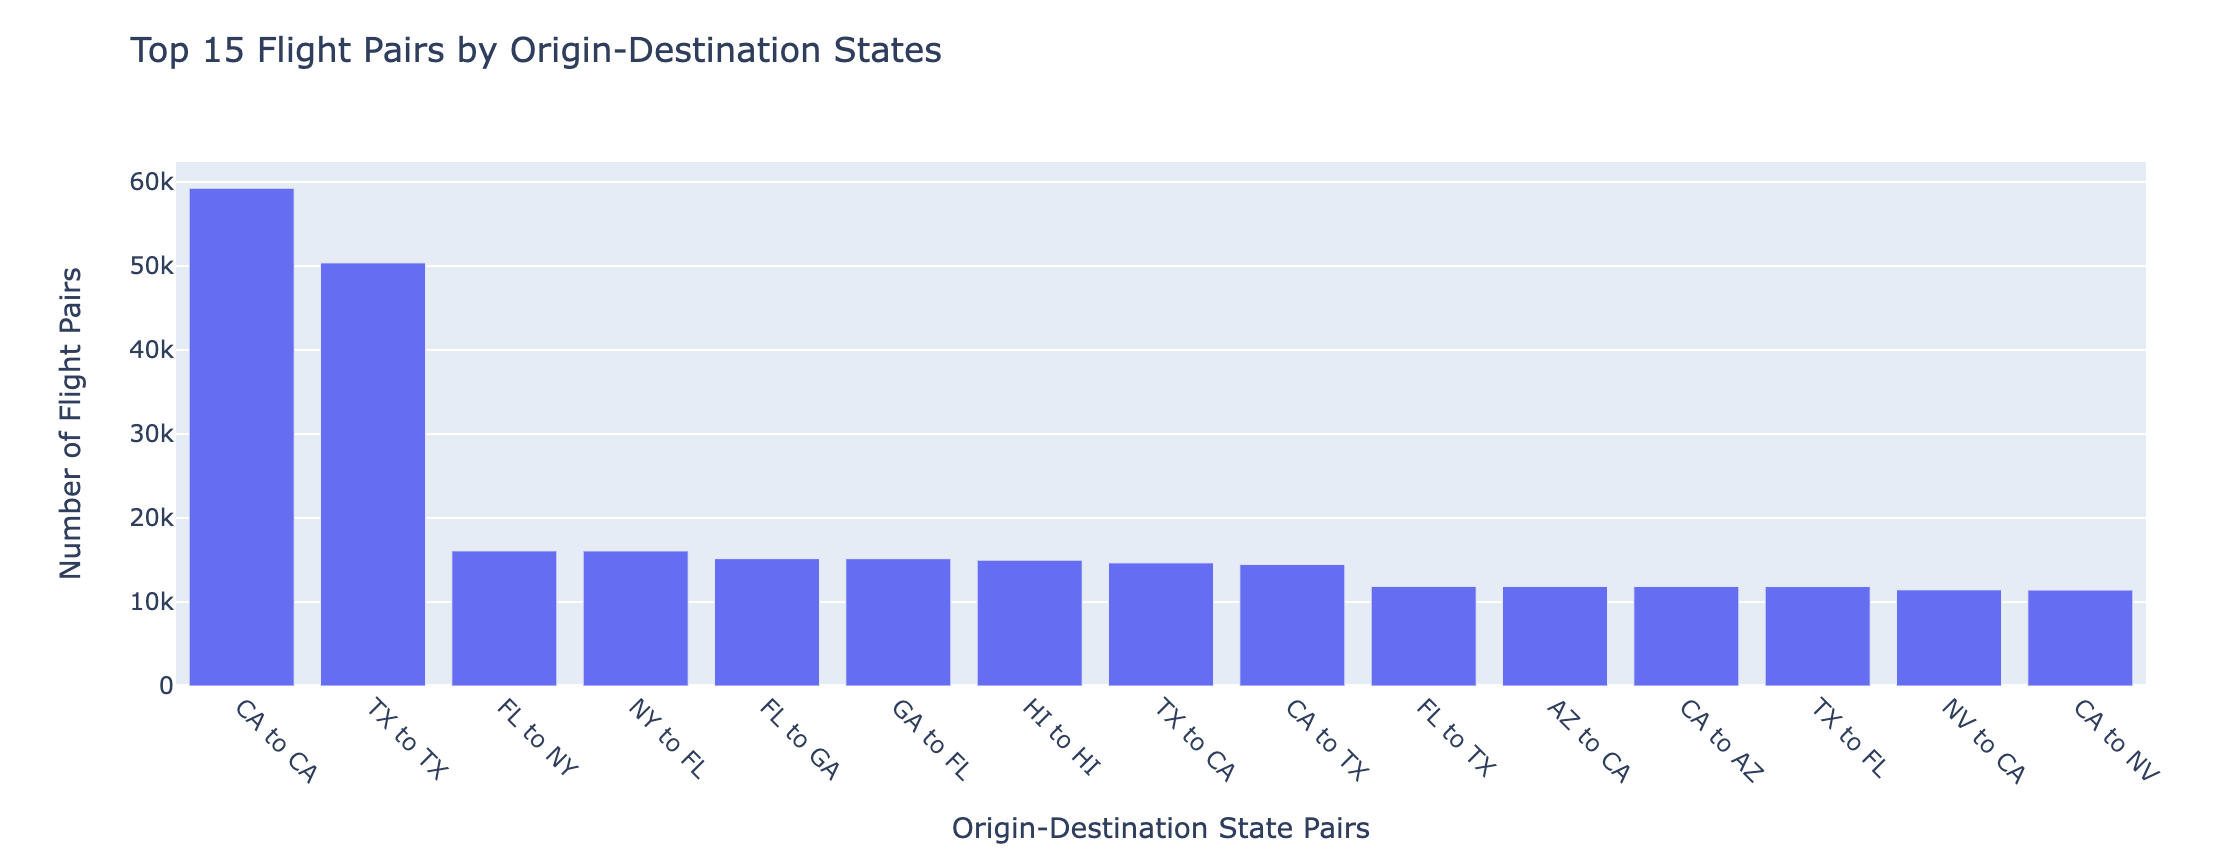 Top 15 Flight Pairs by Origin-Destination States
Number of Flight Pairs
60k
50k
40k
30k
20k
10k
0
CA to CA
TX to TX
FL to NY
NY to FL
FL to GA
GA to FL
HI to HI
TX to CA
CA to TX
FL to TX
AZ to CA
CA to AZ
TX to FL
NV to CA
CA to NV
Origin-Destination State Pairs